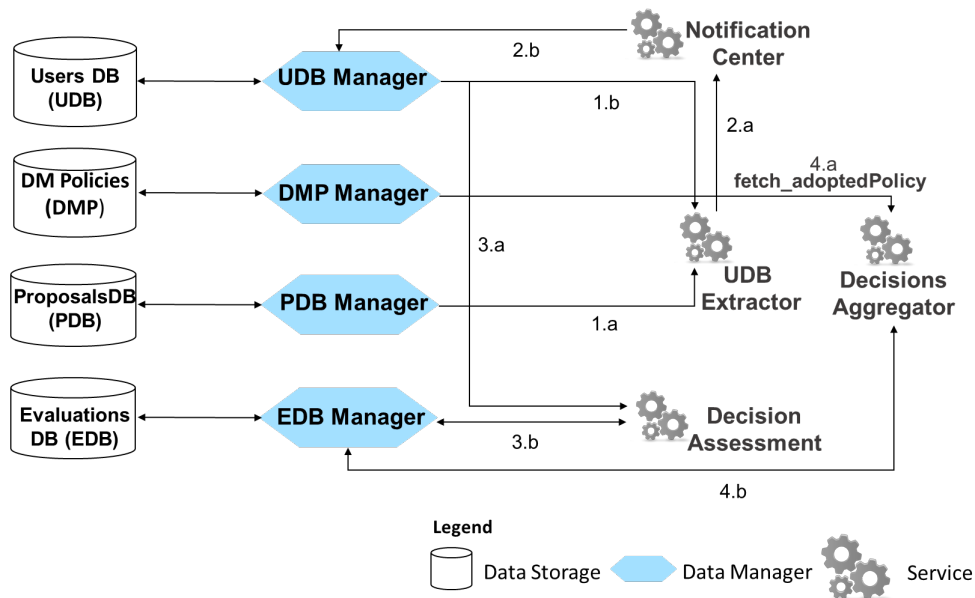 Users DB
(UDB)
UDB Manager
2.b
Notification
Center
1.b
2.a
DM Policies
(DMP)
DMP Manager
4.a
fetch_adoptedPolicy
3.a
UDB
Extractor
Decisions
Aggregator
ProposalsDB
(PDB)
PDB Manager
1.a
Evaluations
DB (EDB)
EDB Manager
3.b
Decision
Assessment
4.b
Legend
Data Storage
Data Manager
Service